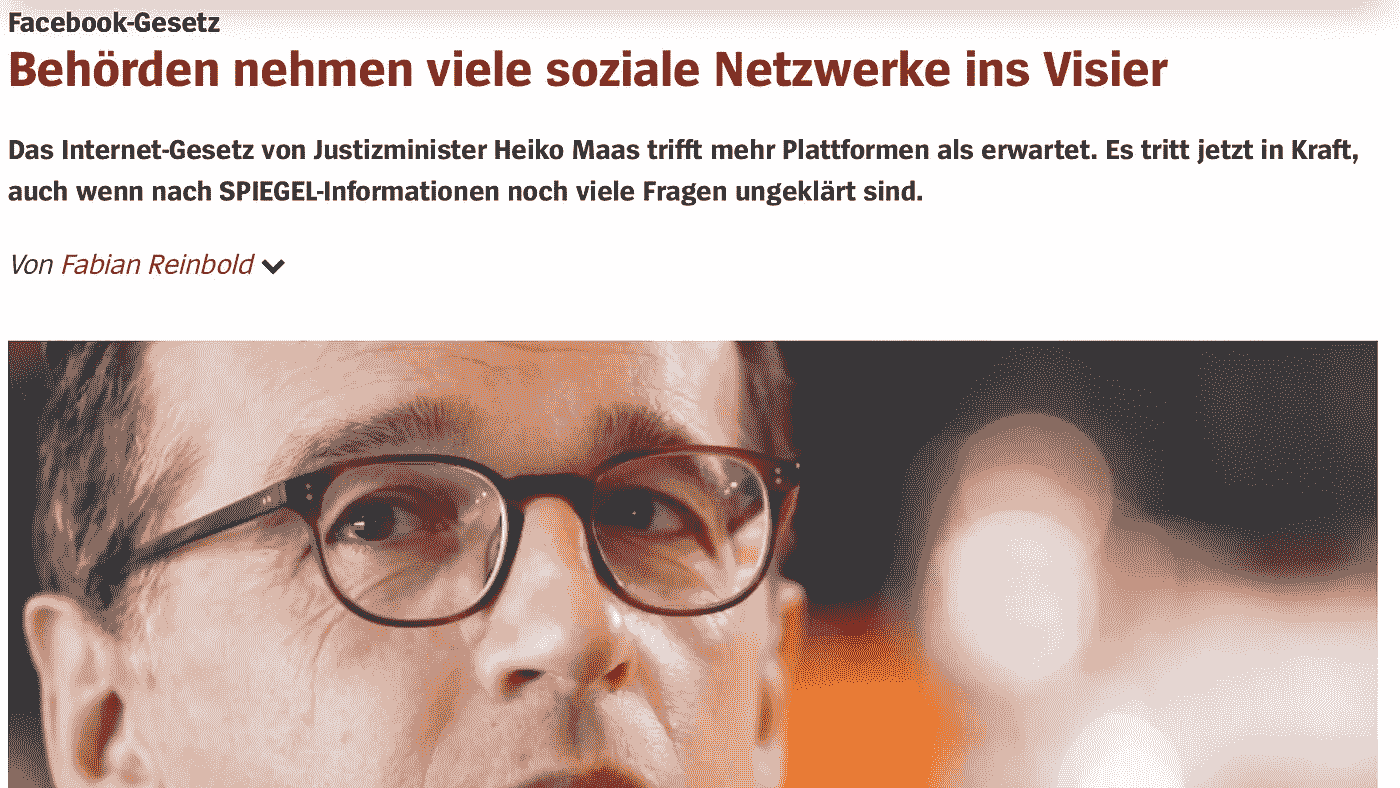 Facebook-Gesetz
Behörden nehmen viele soziale Netzwerke ins Visier
Das Internet-Gesetz von Justizminister Heiko Maas trifft mehr Plattformen als erwartet. Es tritt jetzt in Kraft,
auch wenn nach SPIEGEL-Informationen noch viele Fragen ungeklärt sind.
Von Fabian Reinbold